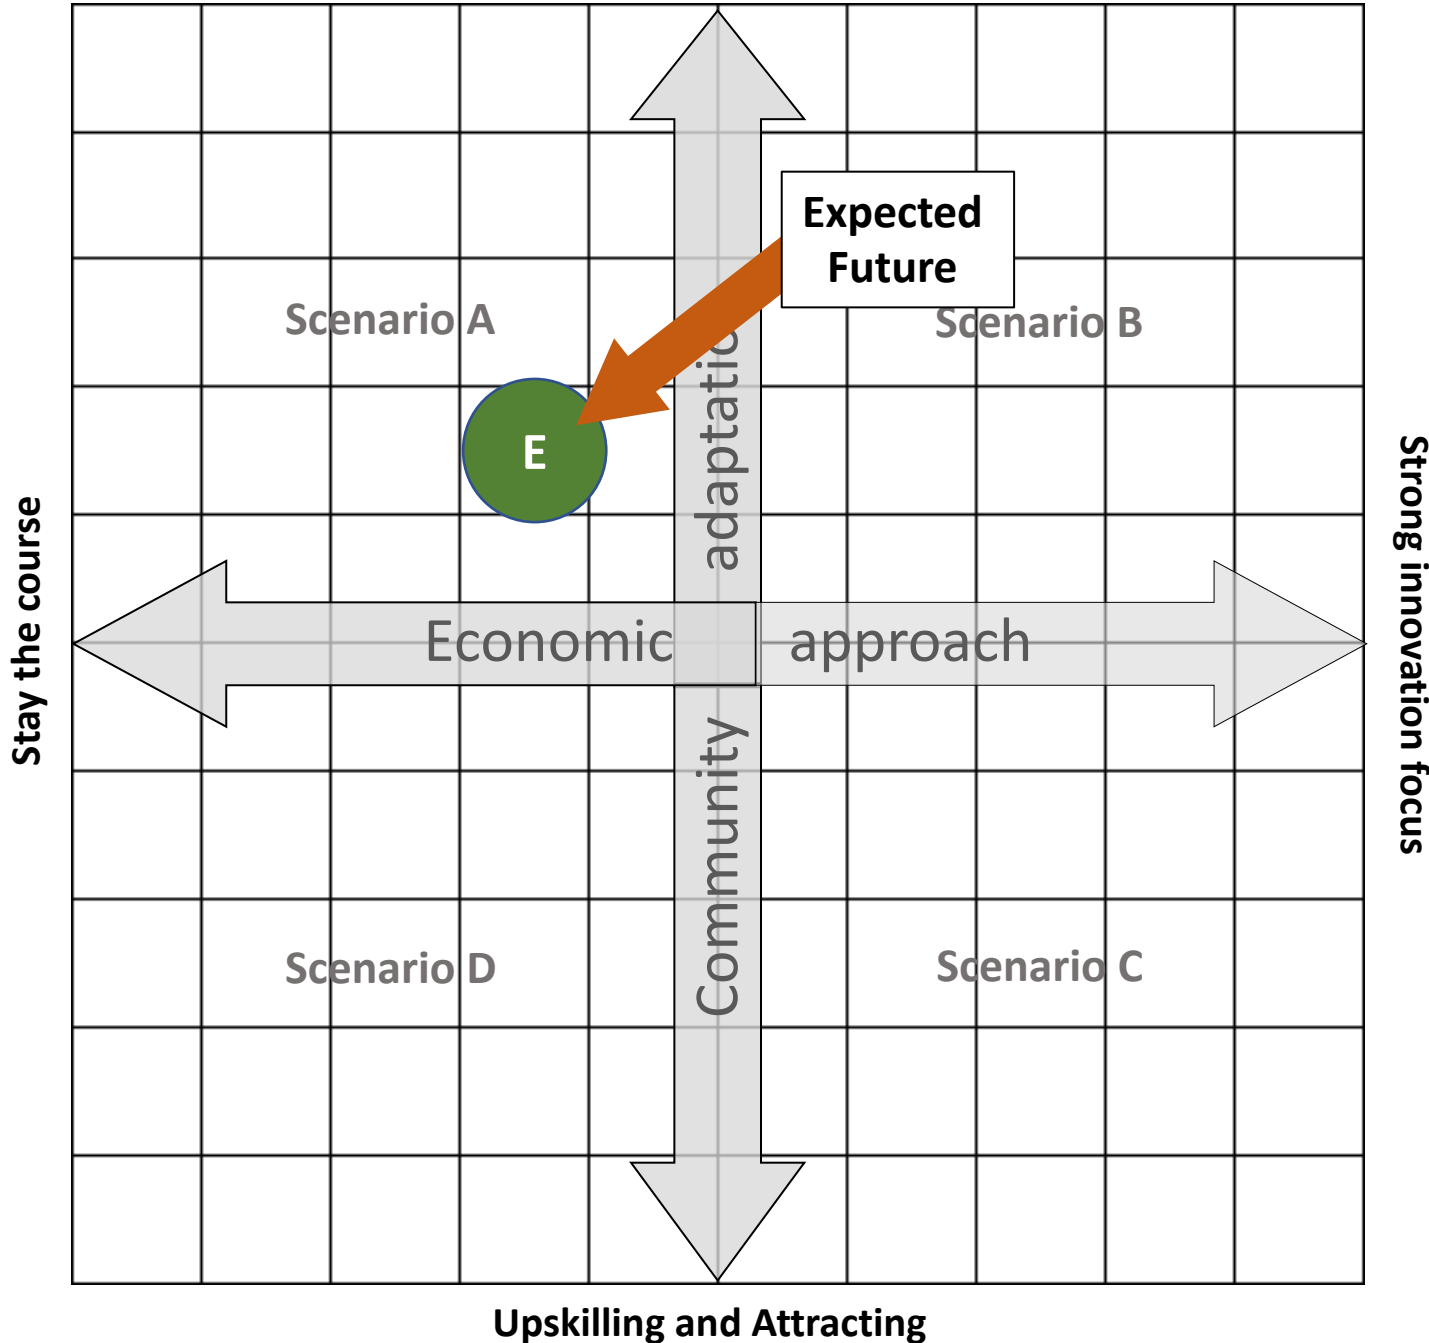 Expected
Future
Scenario A
Scenario B
E
Stay the course
Strong innovation focus
Economic approach
Community adaptatio
Scenario D
Scenario C
Upskilling and Attracting